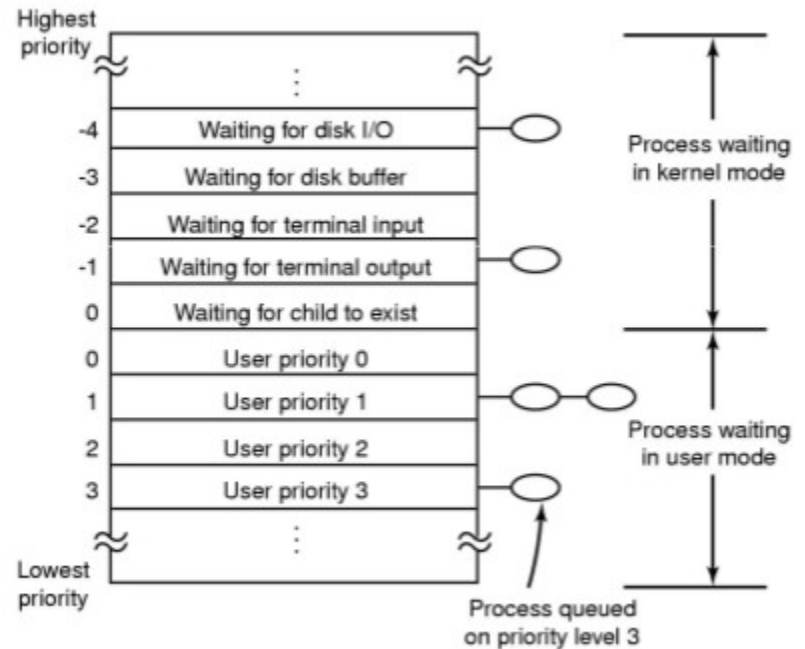 Highest
priority
-4 Waiting for disk I/O
-3 Waiting for disk buffer
-2 Waiting for terminal input
-1 Waiting for terminal output
0 Waiting for child to exist
0 User priority 0
1 User priority 1
2 User priority 2
3 User priority 3
Lowest
priority
Process waiting
in kernel mode
Process waiting
in user mode
Process queued
on priority level 3